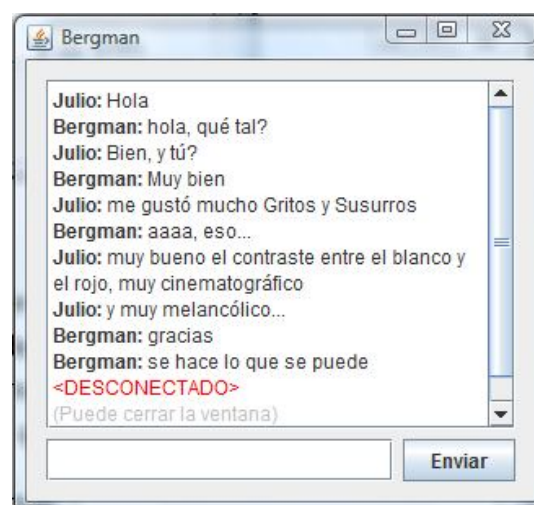 Bergman
Julio: Hola
Bergman: hola, qué tal?
Julio: Bien, y tú?
Bergman: Muy bien
Julio: me gustó mucho Gritos y Susurros
Bergman: aaaa, eso...
Julio: muy bueno el contraste entre el blanco y
el rojo, muy cinematográfico
Julio: y muy melancólico...
Bergman: gracias
Bergman: se hace lo que se puede
<DESCONECTADO>
(Puede cerrar la ventana)
Enviar